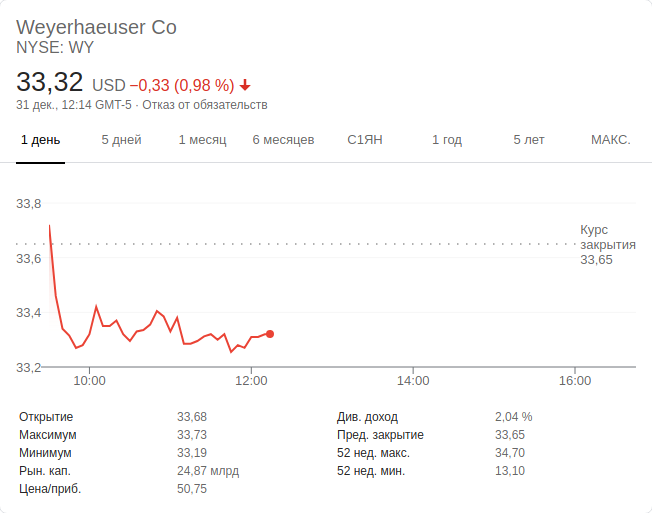 Weyerhaeuser Co
NYSE: WY
33,32 USD −0,33 (0,98 %)
31 дек., 12:14 GMT-5 · Отказ от обязательств
1 день 5 дней 1 месяц 6 месяцев С1ЯН 1 год 5 лет МАКС.
33,8
33,6
33,4
33,2
Курс
закрытия
33,65
10:00 12:00 14:00 16:00
Открытие 33,68
Максимум 33,73
Минимум 33,19
Рын. кап. 24,87 млрд
Цена/приб. 50,75
Див. доход 2,04 %
Пред. закрытие 33,65
52 нед. макс. 34,70
52 нед. мин. 13,10